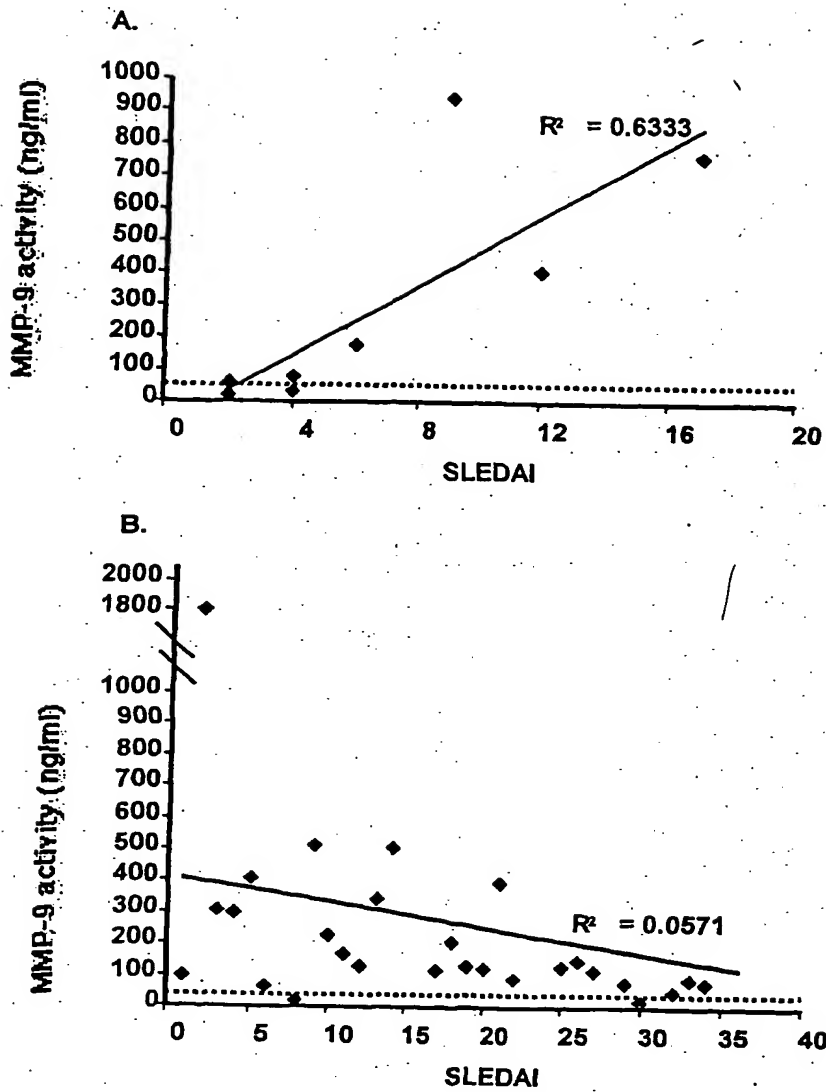 A.
MMP-9 activity (ng/ml)
1000
900
800
700
600
500
400
300
200
100
0
R² = 0.6333
0 4 8 12 16 20
SLEDAI
B.
MMP-9 activity (ng/ml)
2000
1800
1000
900
800
700
600
500
400
300
200
100
0
R² = 0.0571
0 5 10 15 20 25 30 35 40
SLEDAI